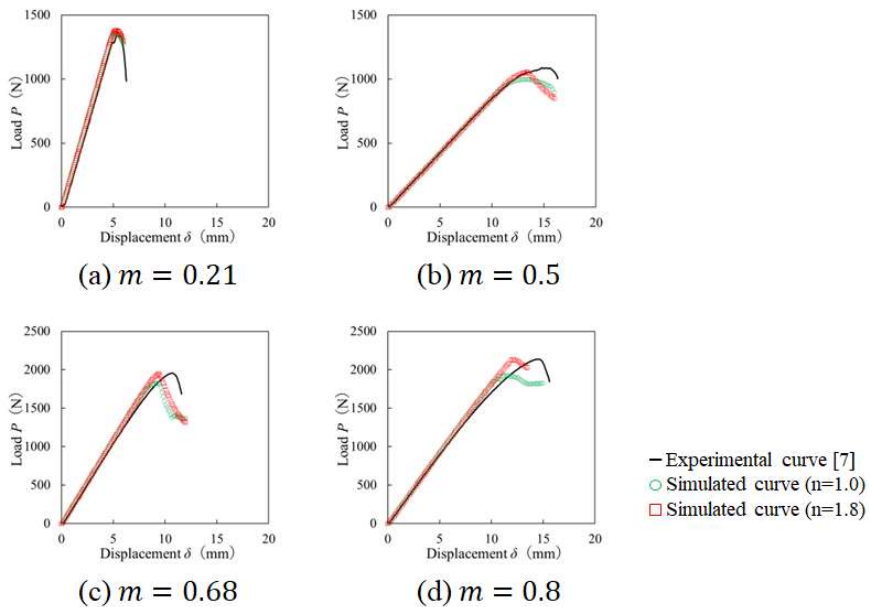 1500
1000
500
0
Load P (N)
0 5 10 15 20
Displacement δ (mm)
(a) m = 0.21
1500
1000
500
0
Load P (N)
0 5 10 15 20
Displacement δ (mm)
(b) m = 0.5
2500
2000
1500
1000
500
0
Load P (N)
0 5 10 15 20
Displacement δ (mm)
(c) m = 0.68
2500
2000
1500
1000
500
0
Load P (N)
0 5 10 15 20
Displacement δ (mm)
(d) m = 0.8
Experimental curve [7]
Simulated curve (n=1.0)
Simulated curve (n=1.8)